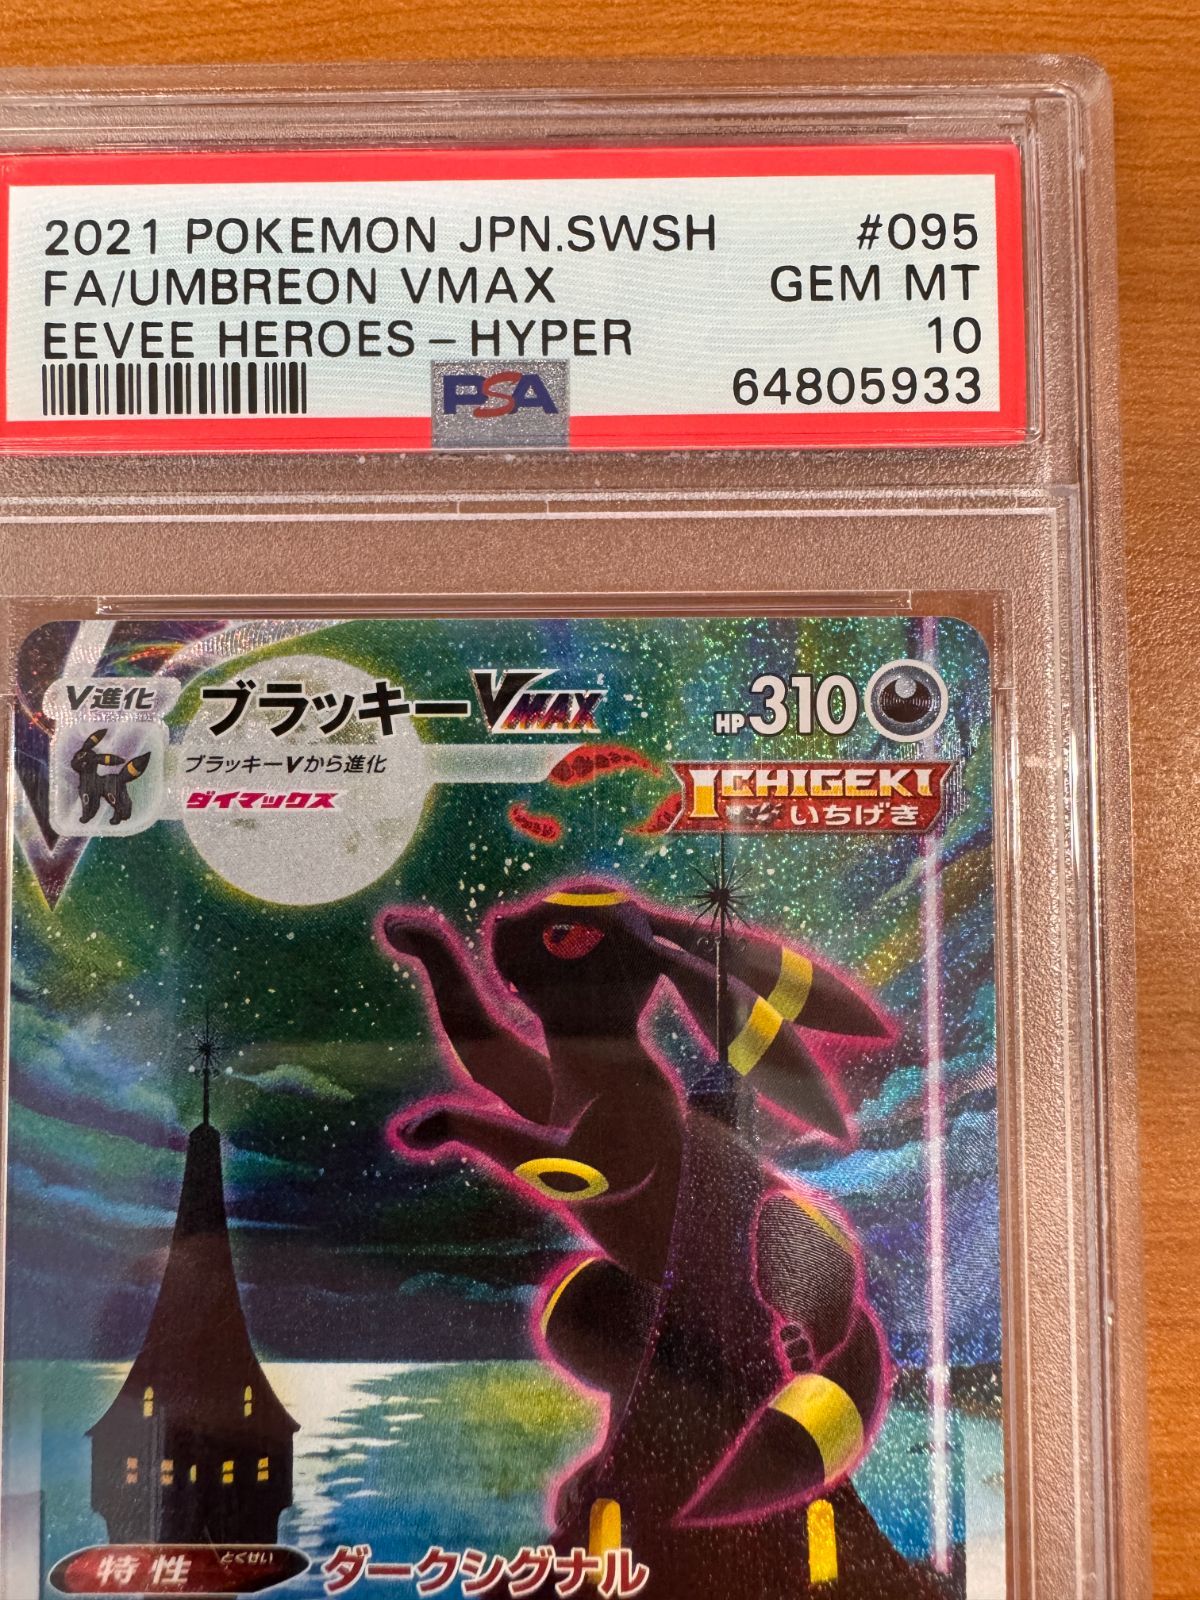 2021 POKEMON JPN.SWSH #095
FA/UMBREON VMAX GEM MT
EEVEE HEROES-HYPER 10
PSA 64805933
V進化 ブラッキーVMAX HP310
ブラッキーVから進化
ダイマックス
ICHIGEKI
いちげき
特性 とくせい ダークシグナル